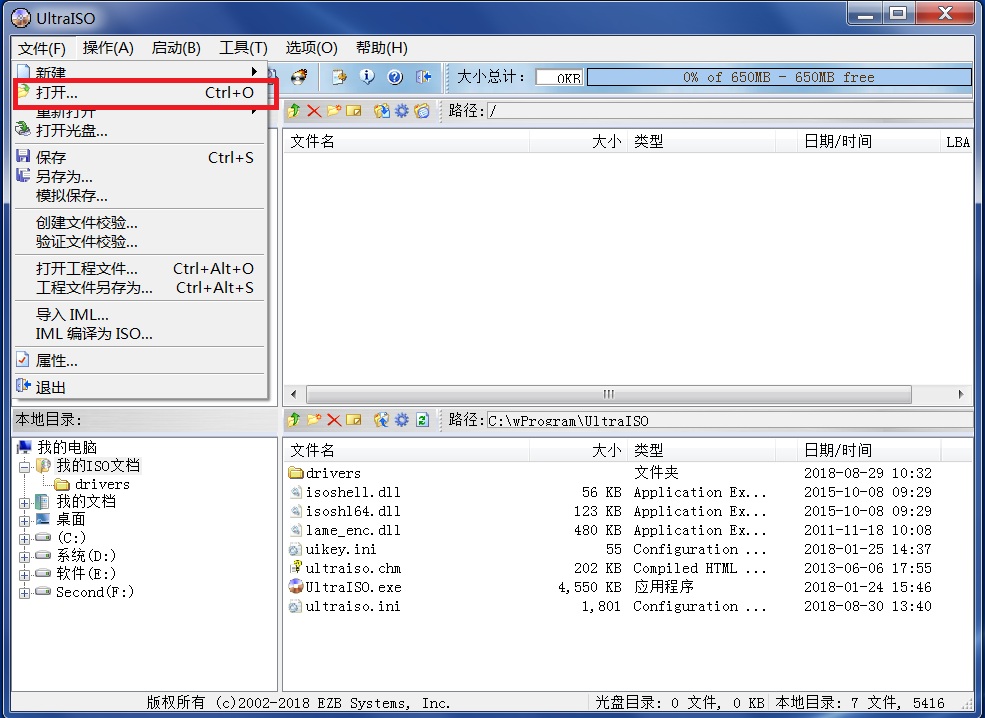 UltraISO
文件(F) 操作(A) 启动(B) 工具(T) 选项(O) 帮助(H)
新建
打开... Ctrl+O
重新打开
打开光盘...
保存 Ctrl+S
另存为...
模拟保存...
创建文件校验...
验证文件校验...
打开工程文件... Ctrl+Alt+O
工程文件另存为... Ctrl+Alt+S
导入 IML...
IML 编译为 ISO...
属性...
退出
大小总计: 0KB 0% of 650MB - 650MB free
路径: /
文件名 大小 类型 日期/时间 LBA
本地目录:
我的电脑
我的ISO文档
drivers
我的文档
桌面
(C:)
系统(D:)
软件(E:)
Second(F:)
路径: C:\wProgram\UltraISO
文件名 大小 类型 日期/时间
drivers 文件夹 2018-08-29 10:32
isoshell.dll 56 KB Application Ex... 2015-10-08 09:29
isoshl64.dll 123 KB Application Ex... 2015-10-08 09:29
lame_enc.dll 480 KB Application Ex... 2011-11-18 10:08
uikey.ini 55 Configuration ... 2018-01-25 14:37
ultraiso.chm 202 KB Compiled HTML ... 2013-06-06 17:55
UltraISO.exe 4,550 KB 应用程序 2018-01-24 15:46
ultraiso.ini 1,801 Configuration ... 2018-08-30 13:40
版权所有 (c)2002-2018 EZB Systems, Inc. 光盘目录: 0 文件, 0 KB 本地目录: 7 文件, 5416